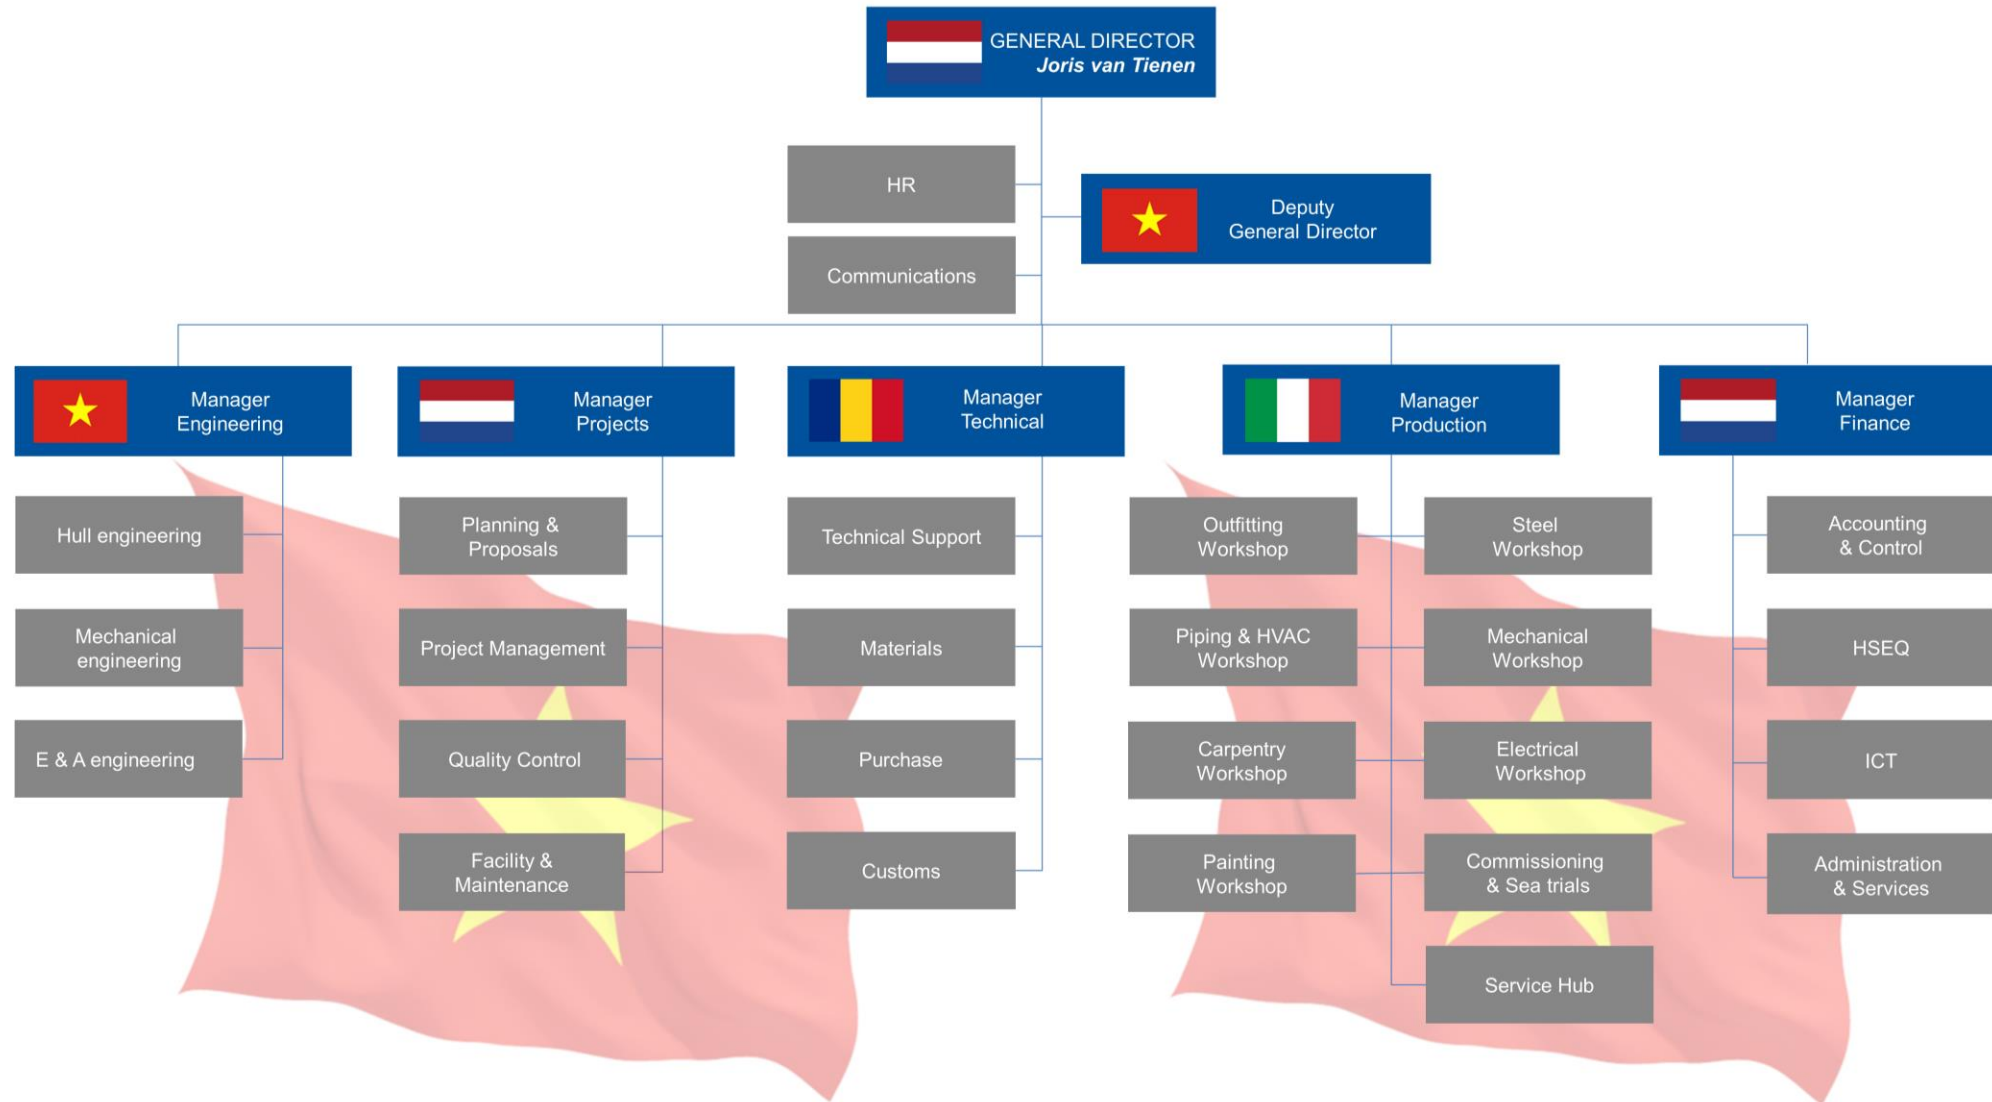 GENERAL DIRECTOR
Joris van Tienen
HR
Deputy
General Director
Communications
Manager
Engineering
Manager
Projects
Manager
Technical
Manager
Production
Manager
Finance
Hull engineering
Mechanical
engineering
E & A engineering
Planning &
Proposals
Project Management
Quality Control
Facility &
Maintenance
Technical Support
Materials
Purchase
Customs
Outfitting
Workshop
Steel
Workshop
Piping & HVAC
Workshop
Mechanical
Workshop
Carpentry
Workshop
Electrical
Workshop
Painting
Workshop
Commissioning
& Sea trials
Service Hub
Accounting
& Control
HSEQ
ICT
Administration
& Services